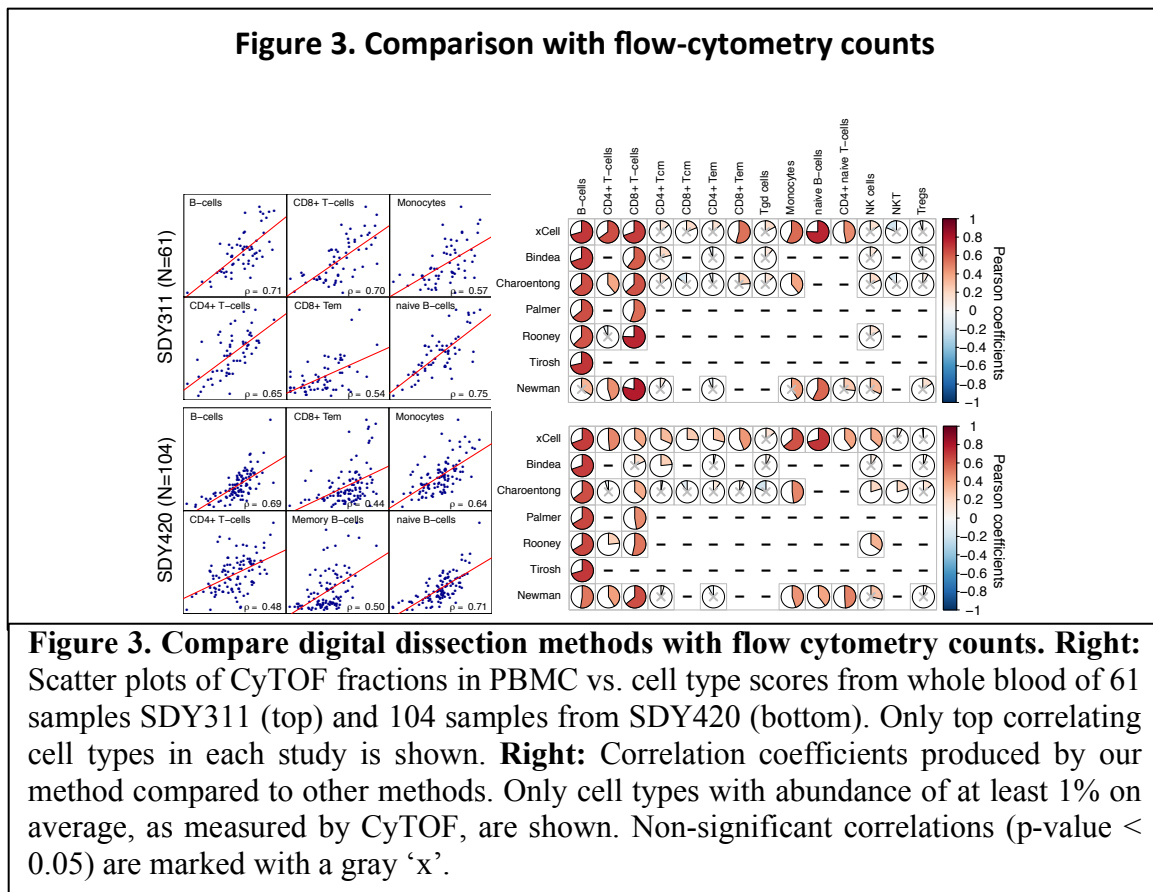 Figure 3. Comparison with flow-cytometry counts
SDY311 (N=61)
B-cells
ρ = 0.71
CD8+ T-cells
ρ = 0.70
Monocytes
ρ = 0.57
CD4+ T-cells
ρ = 0.65
CD8+ Tem
ρ = 0.54
naive B-cells
ρ = 0.75
SDY420 (N=104)
B-cells
ρ = 0.69
CD8+ Tem
ρ = 0.44
Monocytes
ρ = 0.64
CD4+ T-cells
ρ = 0.48
Memory B-cells
ρ = 0.50
naive B-cells
ρ = 0.71
B-cells
CD4+ T-cells
CD8+ T-cells
CD4+ Tcm
CD8+ Tcm
CD4+ Tem
CD8+ Tem
Tgd cells
Monocytes
naive B-cells
CD4+ naive T-cells
NK cells
NKT
Tregs
xCell
Bindea
Charoentong
Palmer
Rooney
Tirosh
Newman
1
0.8
0.6
0.4
0.2
0
−0.2
−0.4
−0.6
−0.8
−1
Pearson coefficients
xCell
Bindea
Charoentong
Palmer
Rooney
Tirosh
Newman
1
0.8
0.6
0.4
0.2
0
−0.2
−0.4
−0.6
−0.8
−1
Pearson coefficients
Figure 3. Compare digital dissection methods with flow cytometry counts. Right:
Scatter plots of CyTOF fractions in PBMC vs. cell type scores from whole blood of 61
samples SDY311 (top) and 104 samples from SDY420 (bottom). Only top correlating
cell types in each study is shown. Right: Correlation coefficients produced by our
method compared to other methods. Only cell types with abundance of at least 1% on
average, as measured by CyTOF, are shown. Non-significant correlations (p-value <
0.05) are marked with a gray ‘x’.